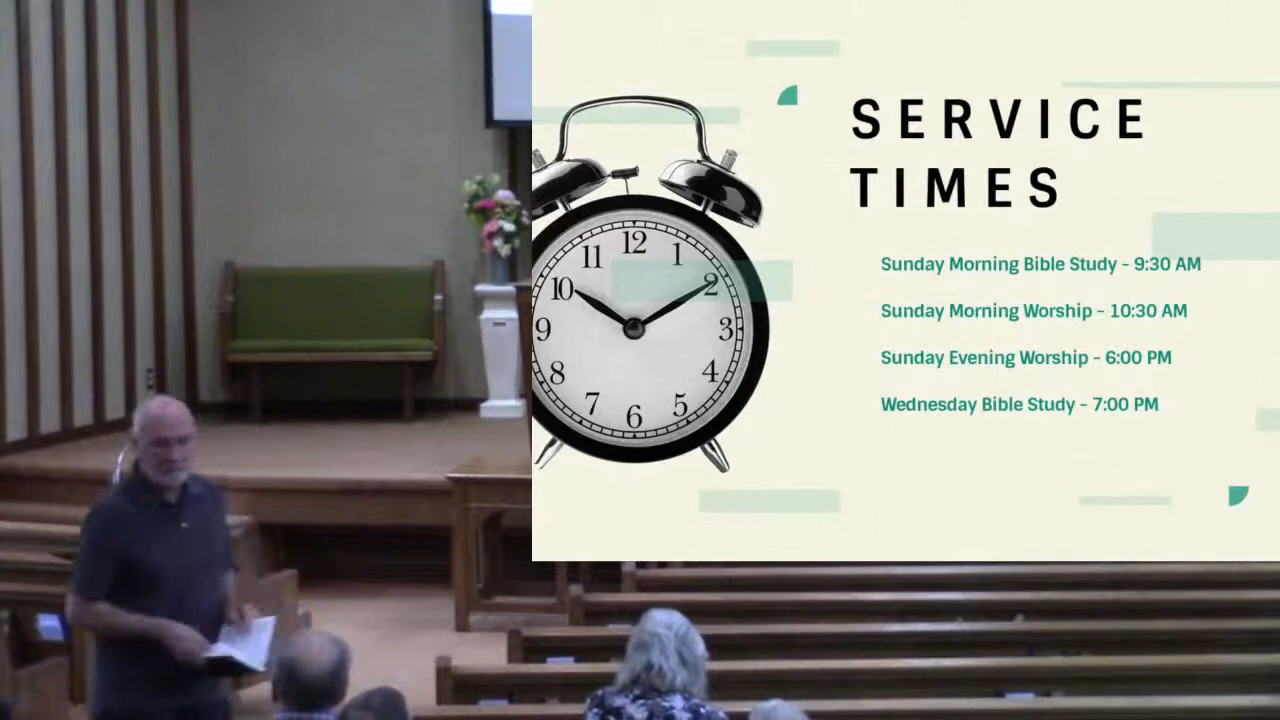 SERVICE
TIMES
Sunday Morning Bible Study - 9:30 AM
Sunday Morning Worship - 10:30 AM
Sunday Evening Worship - 6:00 PM
Wednesday Bible Study - 7:00 PM
12
11
1
10
2
9
3
8
4
7
5
6